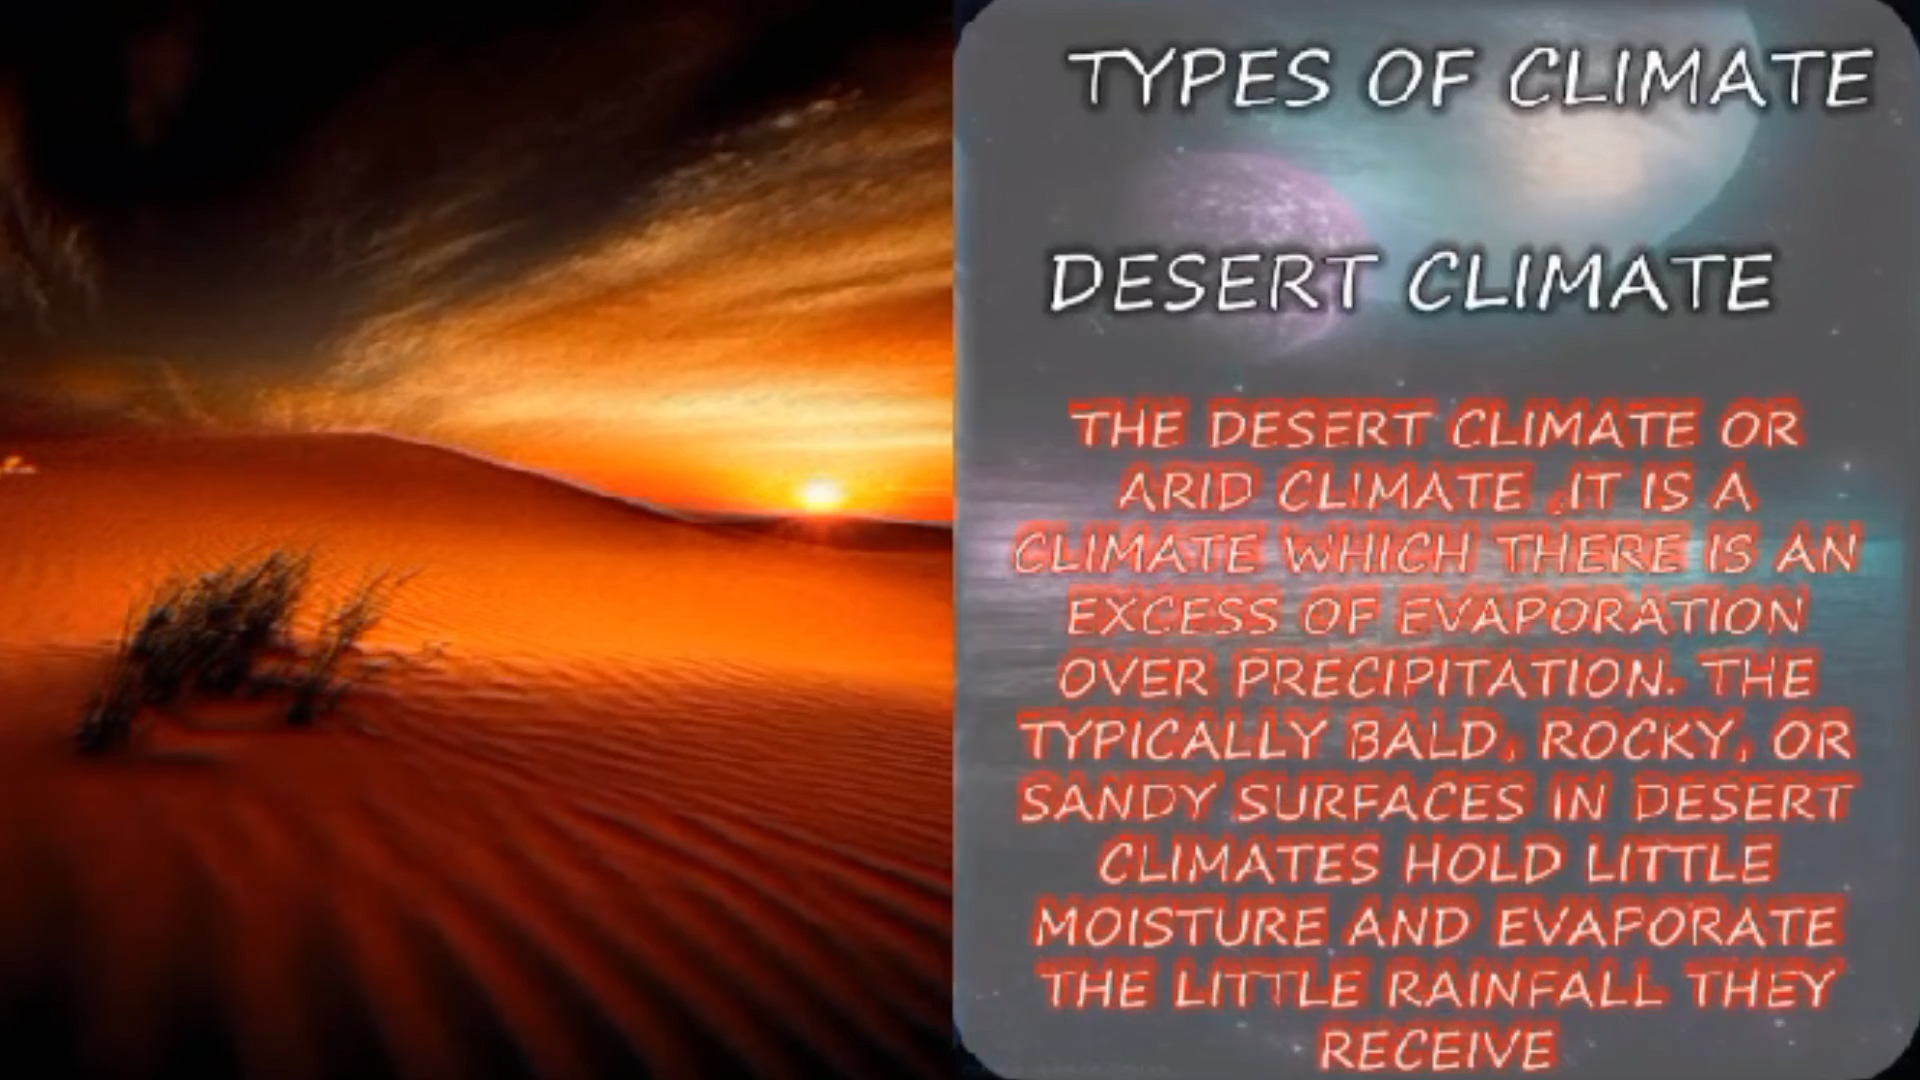 TYPES OF CLIMATE
DESERT CLIMATE
THE DESERT CLIMATE OR
ARID CLIMATE .IT IS A
CLIMATE WHICH THERE IS AN
EXCESS OF EVAPORATION
OVER PRECIPITATION. THE
TYPICALLY BALD, ROCKY, OR
SANDY SURFACES IN DESERT
CLIMATES HOLD LITTLE
MOISTURE AND EVAPORATE
THE LITTLE RAINFALL THEY
RECEIVE